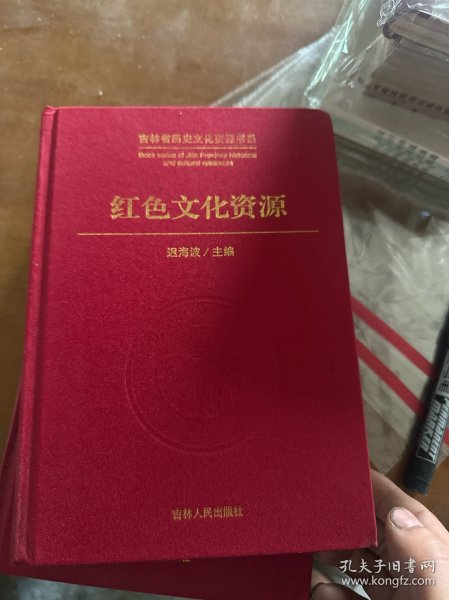 吉林省历史文化资源书系
Book series of Jilin Province historical
and cultural resources
红色文化资源
迟海波/主编
吉林人民出版社
PERMANENT
MARKER
孔夫子旧书网
www.kongfz.com